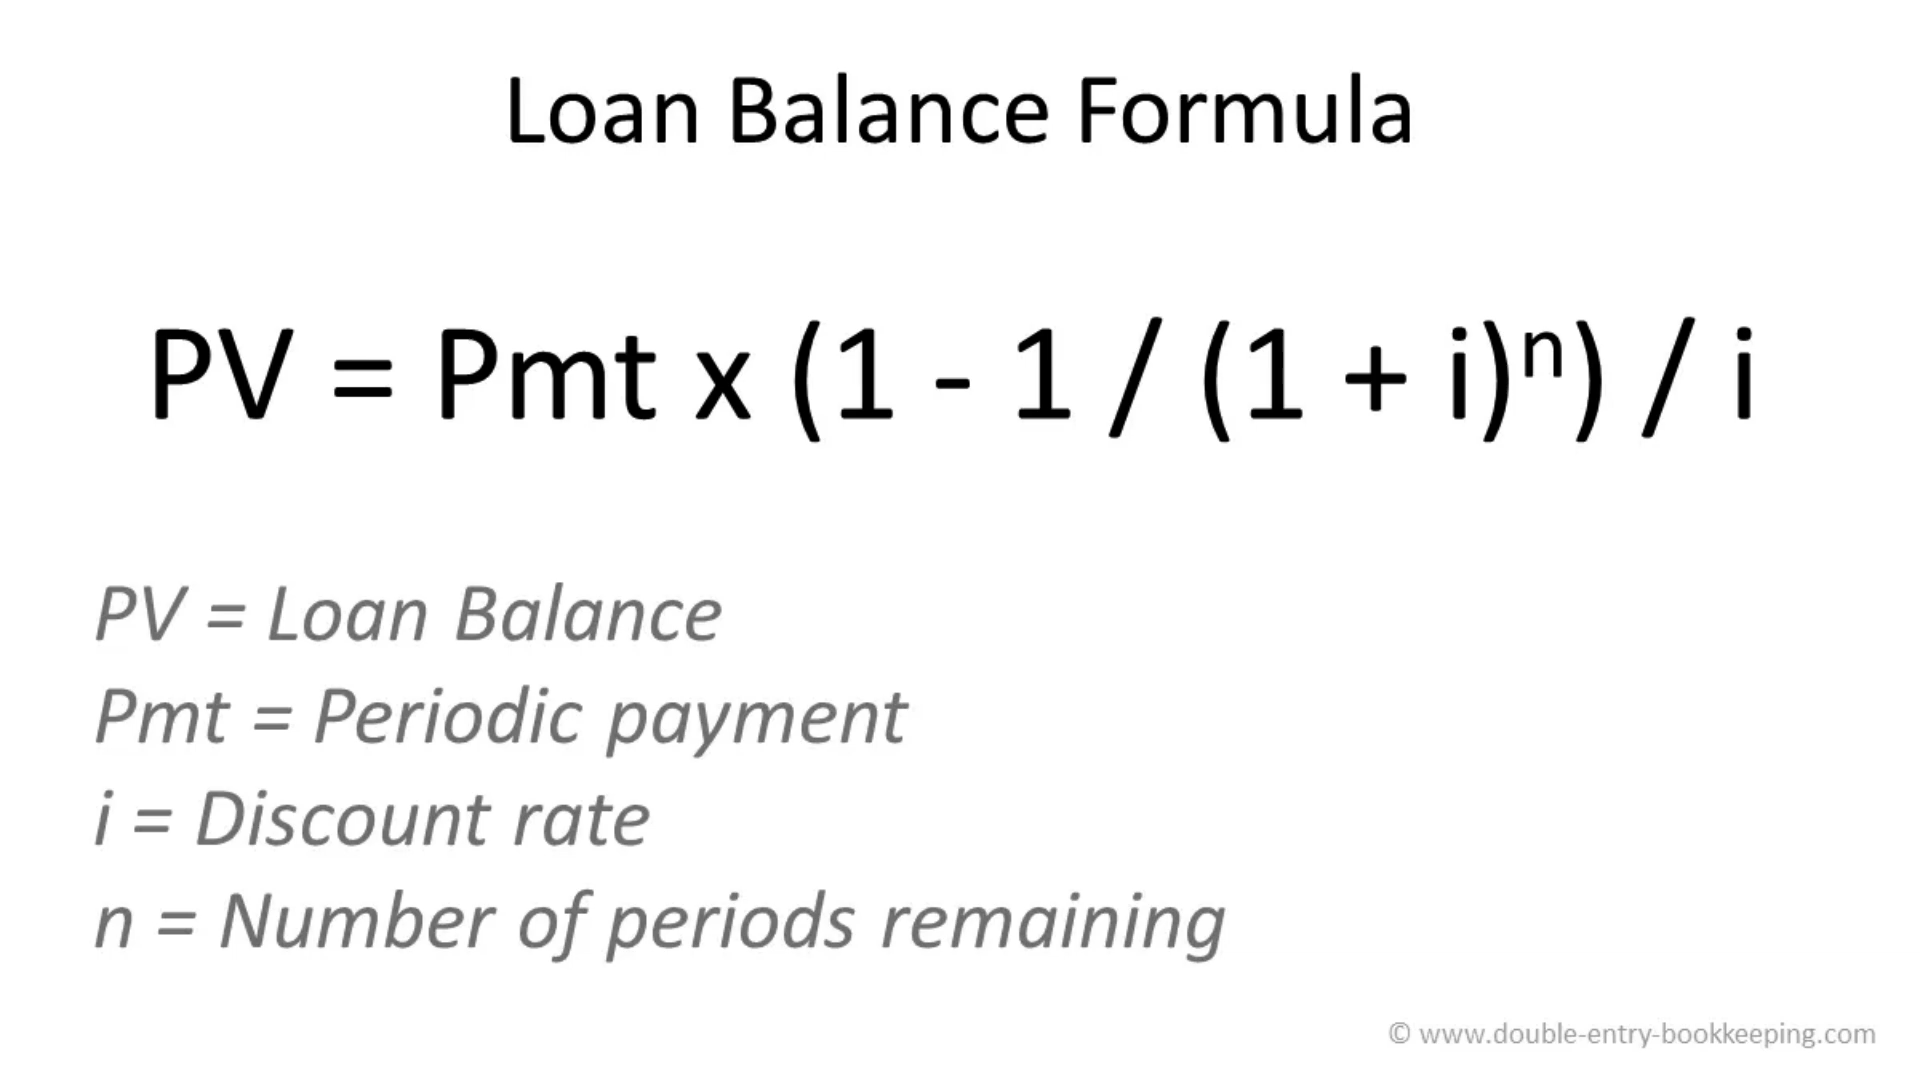 Loan Balance Formula
PV = Pmt x (1 - 1 / (1 + i)ⁿ) / i
PV = Loan Balance
Pmt = Periodic payment
i = Discount rate
n = Number of periods remaining
© www.double-entry-bookkeeping.com